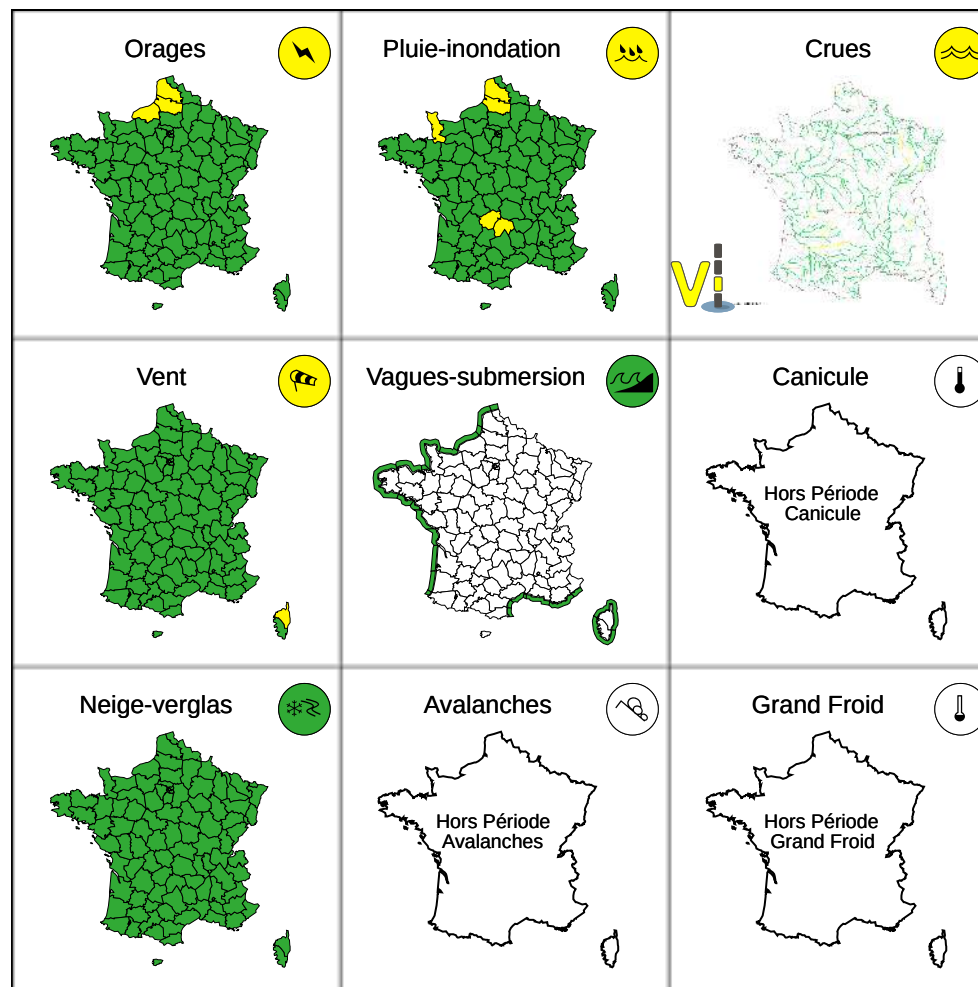 Orages
Pluie-inondation
Crues
Vi
Vent
Vagues-submersion
Canicule
Hors Période
Canicule
Neige-verglas
Avalanches
Hors Période
Avalanches
Grand Froid
Hors Période
Grand Froid